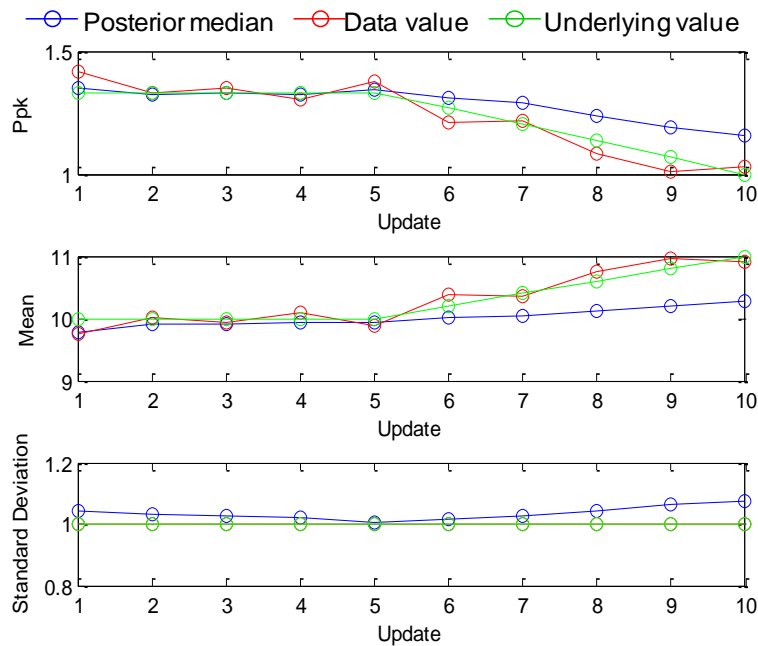 Posterior median Data value Underlying value
1.5
Ppk
1
1 2 3 4 5 6 7 8 9 10
Update
11
Mean
10
9
1 2 3 4 5 6 7 8 9 10
Update
1.2
Standard Deviation
1
0.8
1 2 3 4 5 6 7 8 9 10
Update